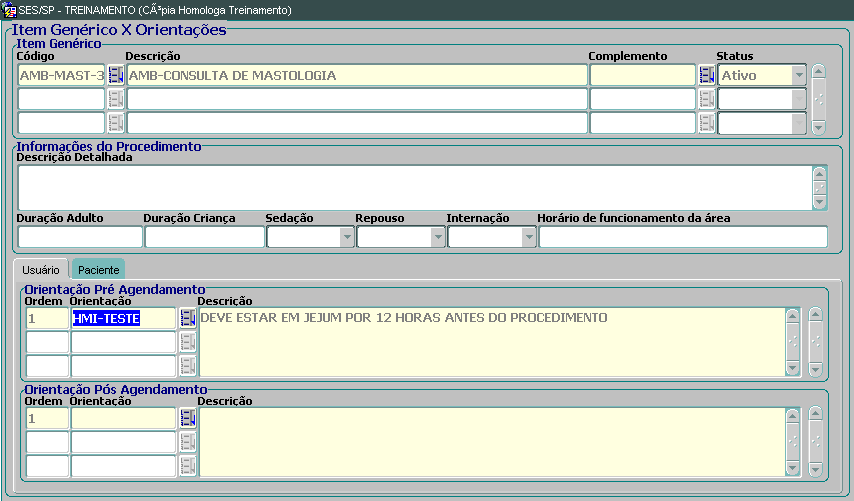 SES/SP - TREINAMENTO (CÃ³pia Homologa Treinamento)
Item Genérico X Orientações
Item Genérico
Código Descrição Complemento Status
AMB-MAST-3 AMB-CONSULTA DE MASTOLOGIA Ativo
Informações do Procedimento
Descrição Detalhada
Duração Adulto Duração Criança Sedação Repouso Internação Horário de funcionamento da área
Usuário Paciente
Orientação Pré Agendamento
Ordem Orientação Descrição
1 HMI-TESTE DEVE ESTAR EM JEJUM POR 12 HORAS ANTES DO PROCEDIMENTO
Orientação Pós Agendamento
Ordem Orientação Descrição
1